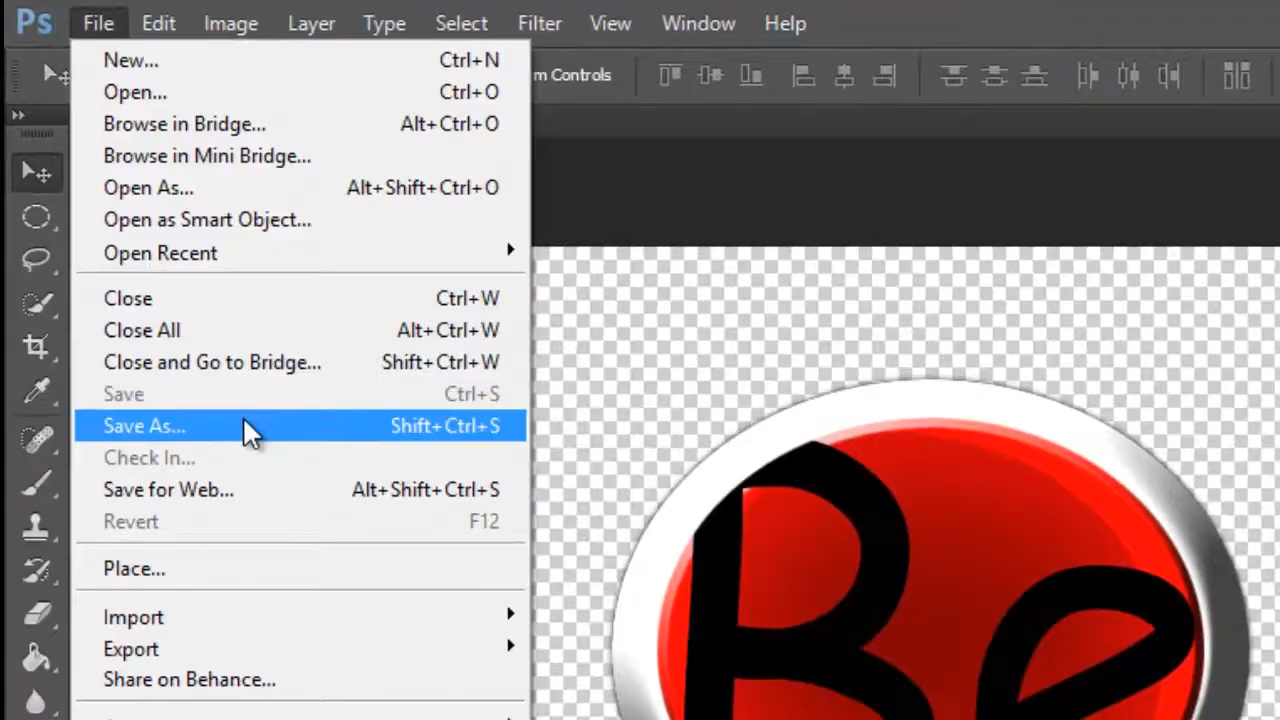 Ps File Edit Image Layer Type Select Filter View Window Help
m Controls
New... Ctrl+N
Open... Ctrl+O
Browse in Bridge... Alt+Ctrl+O
Browse in Mini Bridge...
Open As... Alt+Shift+Ctrl+O
Open as Smart Object...
Open Recent
Close Ctrl+W
Close All Alt+Ctrl+W
Close and Go to Bridge... Shift+Ctrl+W
Save Ctrl+S
Save As... Shift+Ctrl+S
Check In...
Save for Web... Alt+Shift+Ctrl+S
Revert F12
Place...
Import
Export
Share on Behance...
Be